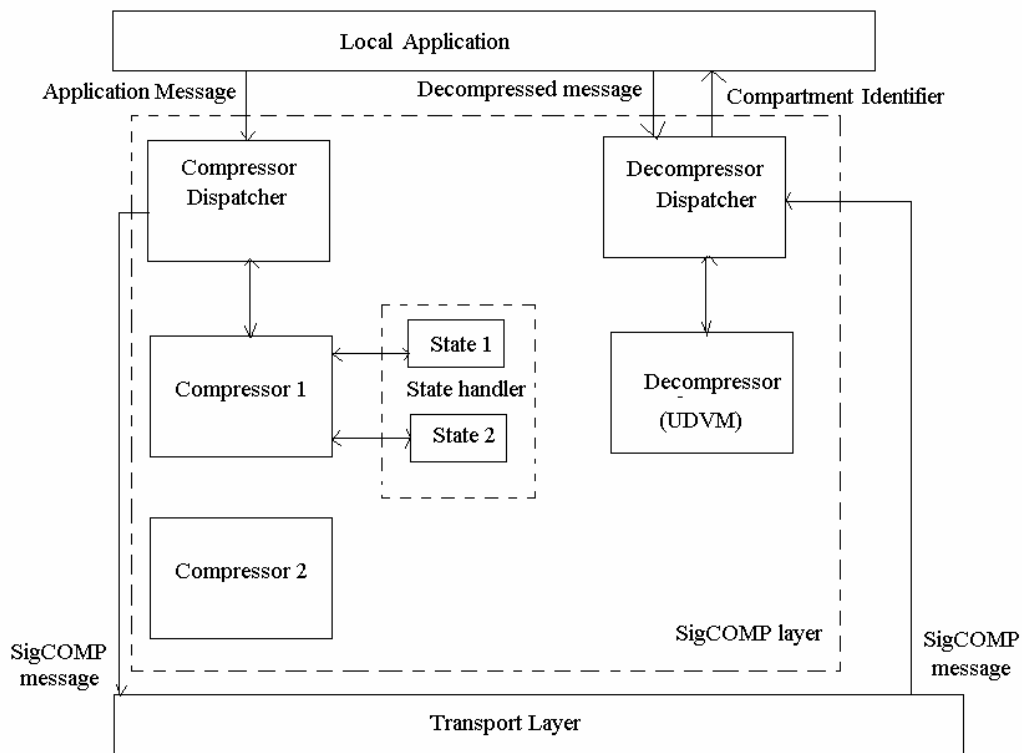 Local Application
Application Message
Decompressed message
Compartment Identifier
Compressor
Dispatcher
Decompressor
Dispatcher
State 1
Compressor 1
State handler
Decompressor
(UDVM)
State 2
Compressor 2
SigCOMP layer
SigCOMP
message
SigCOMP
message
Transport Layer